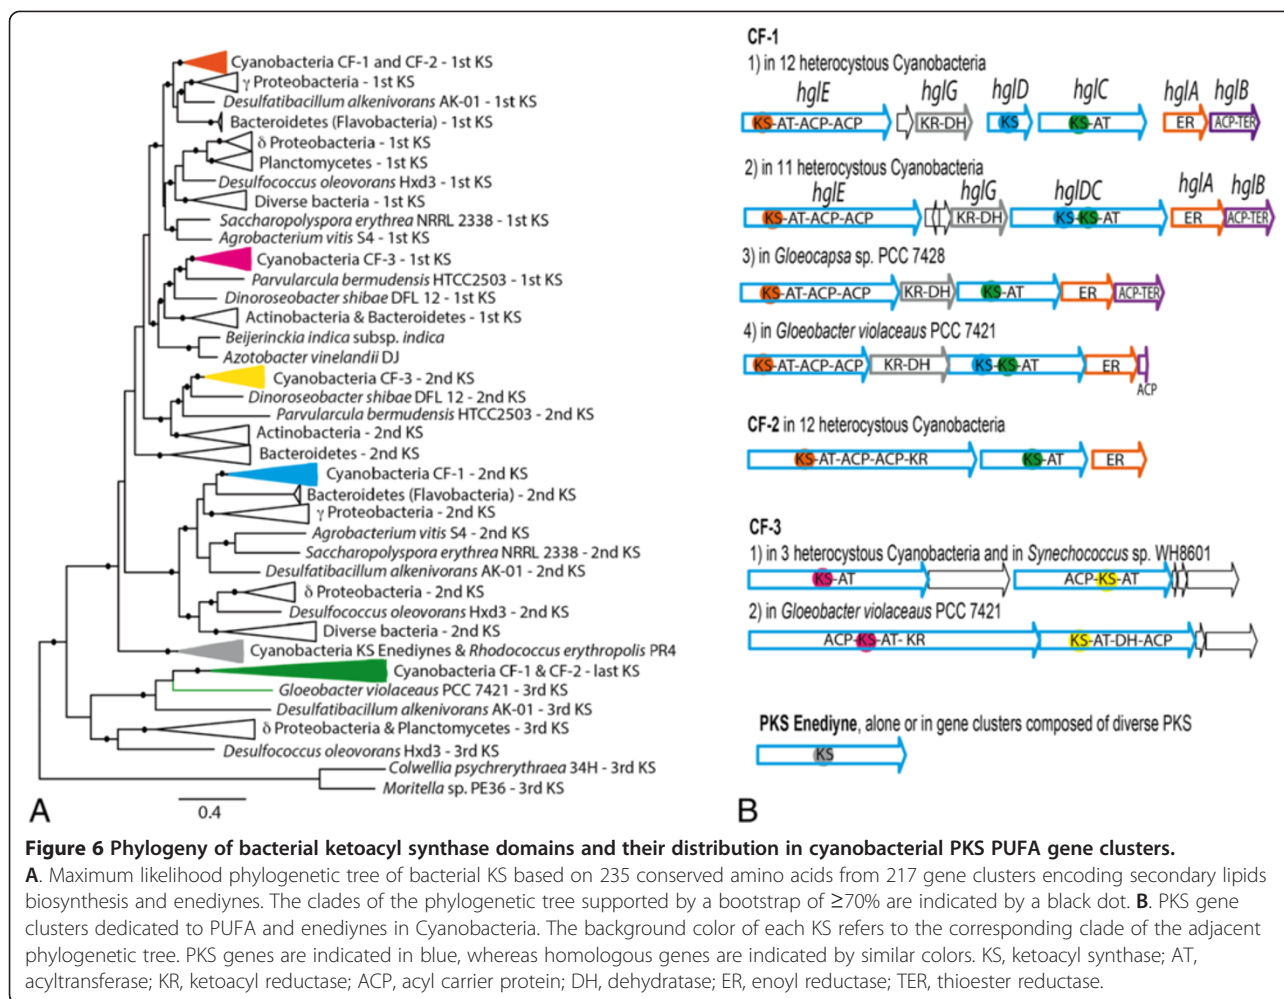 Cyanobacteria CF-1 and CF-2 - 1st KS
γ Proteobacteria - 1st KS
Desulfatibacillum alkenivorans AK-01 - 1st KS
Bacteroidetes (Flavobacteria) - 1st KS
δ Proteobacteria - 1st KS
Planctomycetes - 1st KS
Desulfococcus oleovorans Hxd3 - 1st KS
Diverse bacteria - 1st KS
Saccharopolyspora erythrea NRRL 2338 - 1st KS
Agrobacterium vitis S4 - 1st KS
Cyanobacteria CF-3 - 1st KS
Parvularcula bermudensis HTCC2503 - 1st KS
Dinoroseobacter shibae DFL 12 - 1st KS
Actinobacteria & Bacteroidetes - 1st KS
Beijerinckia indica subsp. indica
Azotobacter vinelandii DJ
Cyanobacteria CF-3 - 2nd KS
Dinoroseobacter shibae DFL 12 - 2nd KS
Parvularcula bermudensis HTCC2503 - 2nd KS
Actinobacteria - 2nd KS
Bacteroidetes - 2nd KS
Cyanobacteria CF-1 - 2nd KS
Bacteroidetes (Flavobacteria) - 2nd KS
γ Proteobacteria - 2nd KS
Agrobacterium vitis S4 - 2nd KS
Saccharopolyspora erythrea NRRL 2338 - 2nd KS
Desulfatibacillum alkenivorans AK-01 - 2nd KS
δ Proteobacteria - 2nd KS
Desulfococcus oleovorans Hxd3 - 2nd KS
Diverse bacteria - 2nd KS
Cyanobacteria KS Enediynes & Rhodococcus erythropolis PR4
Cyanobacteria CF-1 & CF-2 - last KS
Gloeobacter violaceaus PCC 7421 - 3rd KS
Desulfatibacillum alkenivorans AK-01 - 3rd KS
δ Proteobacteria & Planctomycetes - 3rd KS
Desulfococcus oleovorans Hxd3 - 3rd KS
Colwellia psychrerythraea 34H - 3rd KS
Moritella sp. PE36 - 3rd KS
A
0.4
CF-1
1) in 12 heterocystous Cyanobacteria
hglE hglG hglD hglC hglA hglB
KS-AT-ACP-ACP KR-DH KS KS-AT ER ACP-TER
2) in 11 heterocystous Cyanobacteria
hglE hglG hglDC hglA hglB
KS-AT-ACP-ACP KR-DH KS-KS-AT ER ACP-TER
3) in Gloeocapsa sp. PCC 7428
KS-AT-ACP-ACP KR-DH KS-AT ER ACP-TER
4) in Gloeobacter violaceaus PCC 7421
KS-AT-ACP-ACP KR-DH KS-KS-AT ER
ACP
CF-2 in 12 heterocystous Cyanobacteria
KS-AT-ACP-ACP-KR KS-AT ER
CF-3
1) in 3 heterocystous Cyanobacteria and in Synechococcus sp. WH8601
KS-AT ACP-KS-AT
2) in Gloeobacter violaceaus PCC 7421
ACP-KS-AT- KR KS-AT-DH-ACP
PKS Enediyne, alone or in gene clusters composed of diverse PKS
KS
B
Figure 6 Phylogeny of bacterial ketoacyl synthase domains and their distribution in cyanobacterial PKS PUFA gene clusters.
A. Maximum likelihood phylogenetic tree of bacterial KS based on 235 conserved amino acids from 217 gene clusters encoding secondary lipids
biosynthesis and enediynes. The clades of the phylogenetic tree supported by a bootstrap of ≥70% are indicated by a black dot. B. PKS gene
clusters dedicated to PUFA and enediynes in Cyanobacteria. The background color of each KS refers to the corresponding clade of the adjacent
phylogenetic tree. PKS genes are indicated in blue, whereas homologous genes are indicated by similar colors. KS, ketoacyl synthase; AT,
acyltransferase; KR, ketoacyl reductase; ACP, acyl carrier protein; DH, dehydratase; ER, enoyl reductase; TER, thioester reductase.